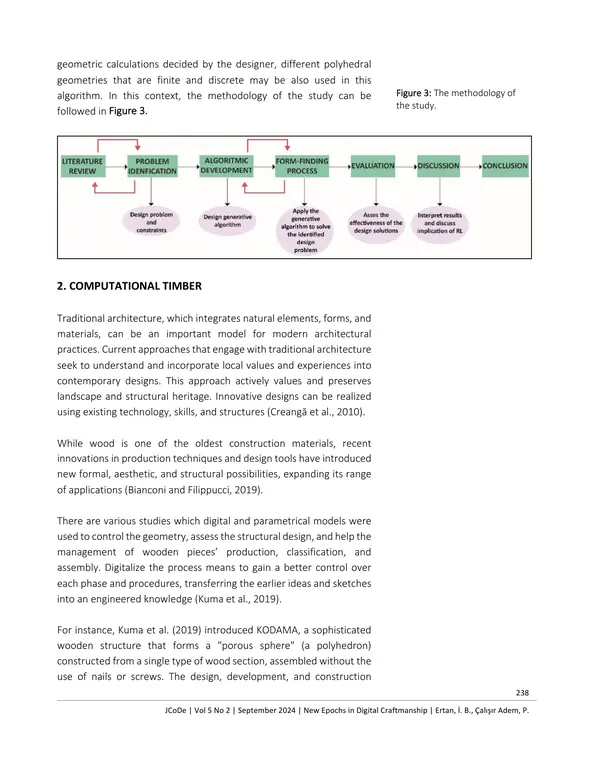 geometric calculations decided by the designer, different polyhedral
geometries that are finite and discrete may be also used in this
algorithm. In this context, the methodology of the study can be
followed in Figure 3.
Figure 3: The methodology of
the study.
LITERATURE
REVIEW
PROBLEM
IDENFICATION
ALGORITMIC
DEVELOPMENT
FORM-FINDING
PROCESS
EVALUATION
DISCUSSION
CONCLUSION
Design problem
and
constraints
Design generative
algorithm
Apply the
generative
algorithm to solve
the identified
design
problem
Asses the
effectiveness of the
design solutions
Interpret results
and discuss
implication of RL
2. COMPUTATIONAL TIMBER
Traditional architecture, which integrates natural elements, forms, and
materials, can be an important model for modern architectural
practices. Current approaches that engage with traditional architecture
seek to understand and incorporate local values and experiences into
contemporary designs. This approach actively values and preserves
landscape and structural heritage. Innovative designs can be realized
using existing technology, skills, and structures (Creangă et al., 2010).
While wood is one of the oldest construction materials, recent
innovations in production techniques and design tools have introduced
new formal, aesthetic, and structural possibilities, expanding its range
of applications (Bianconi and Filippucci, 2019).
There are various studies which digital and parametrical models were
used to control the geometry, assess the structural design, and help the
management of wooden pieces’ production, classification, and
assembly. Digitalize the process means to gain a better control over
each phase and procedures, transferring the earlier ideas and sketches
into an engineered knowledge (Kuma et al., 2019).
For instance, Kuma et al. (2019) introduced KODAMA, a sophisticated
wooden structure that forms a "porous sphere" (a polyhedron)
constructed from a single type of wood section, assembled without the
use of nails or screws. The design, development, and construction
238
JCoDe | Vol 5 No 2 | September 2024 | New Epochs in Digital Craftmanship | Ertan, İ. B., Çalışır Adem, P.